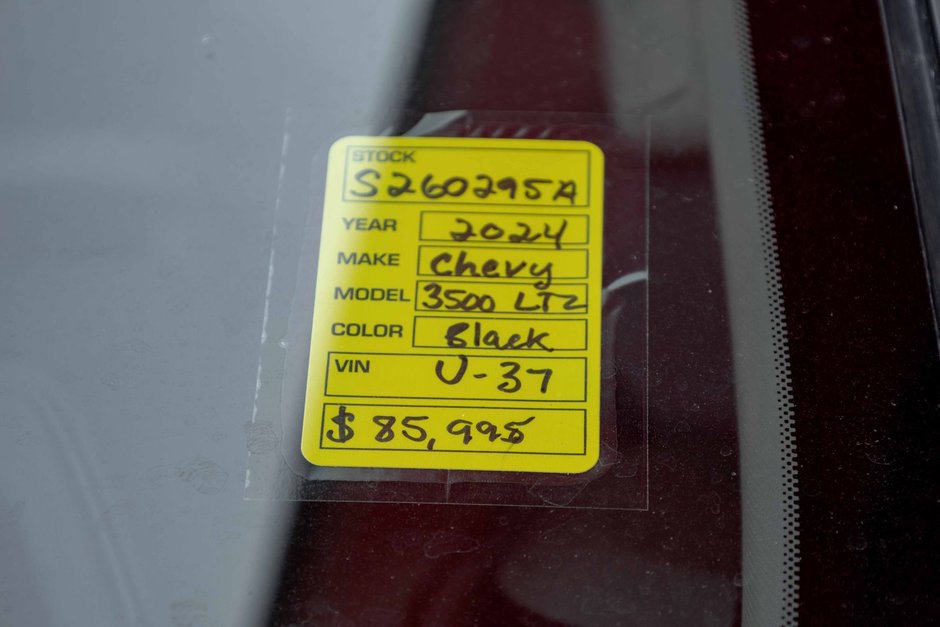 STOCK
S260295A
YEAR 2024
MAKE Chevy
MODEL 3500 LTZ
COLOR Black
VIN U-37
$ 85,995